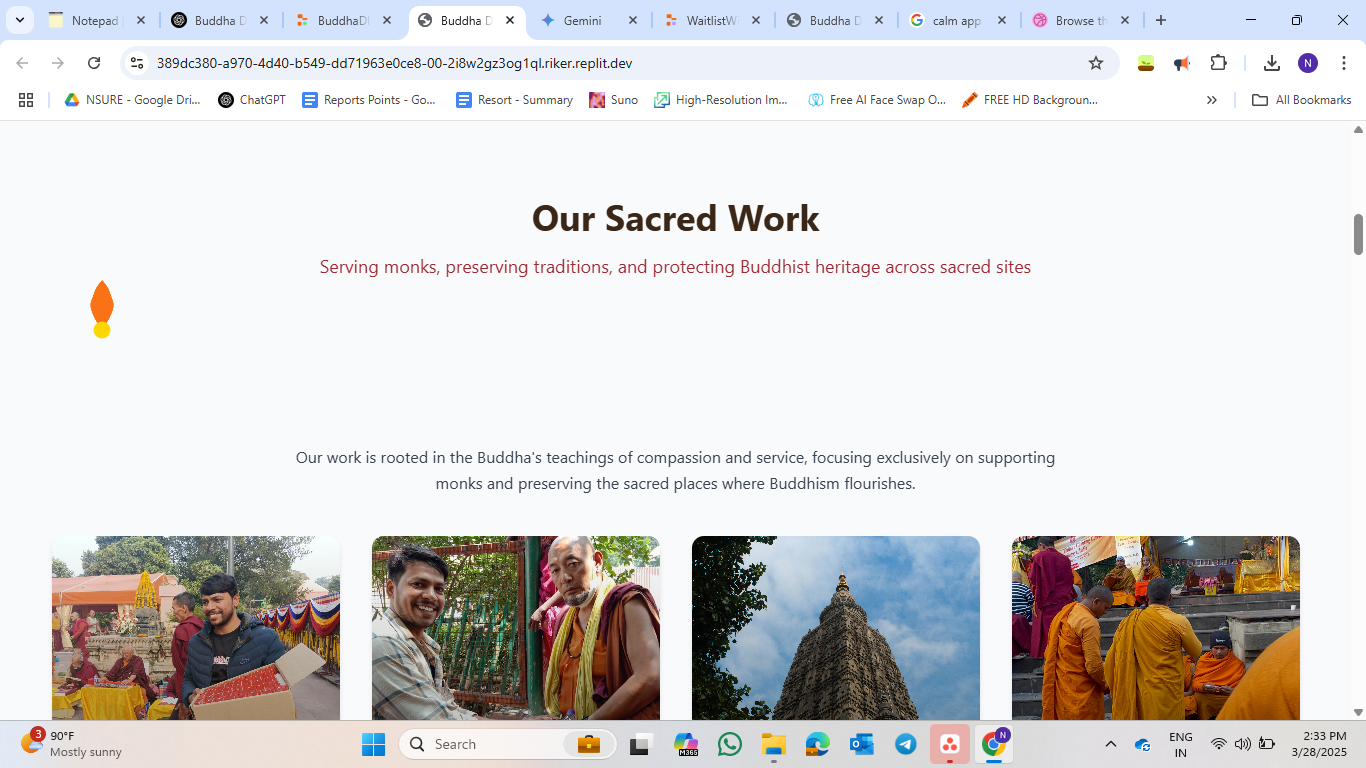 Notepad
Buddha D
BuddhaD
Buddha D
Gemini
WaitlistW
Buddha D
calm app
Browse th
389dc380-a970-4d40-b549-dd71963e0ce8-00-2i8w2gz3og1ql.riker.replit.dev
N
NSURE - Google Dri...
ChatGPT
Reports Points - Go...
Resort - Summary
Suno
High-Resolution Im...
Free AI Face Swap O...
FREE HD Backgroun...
All Bookmarks
Our Sacred Work
Serving monks, preserving traditions, and protecting Buddhist heritage across sacred sites
Our work is rooted in the Buddha's teachings of compassion and service, focusing exclusively on supporting
monks and preserving the sacred places where Buddhism flourishes.
3
90°F
Mostly sunny
Search
M365
N
ENG
IN
2:33 PM
3/28/2025